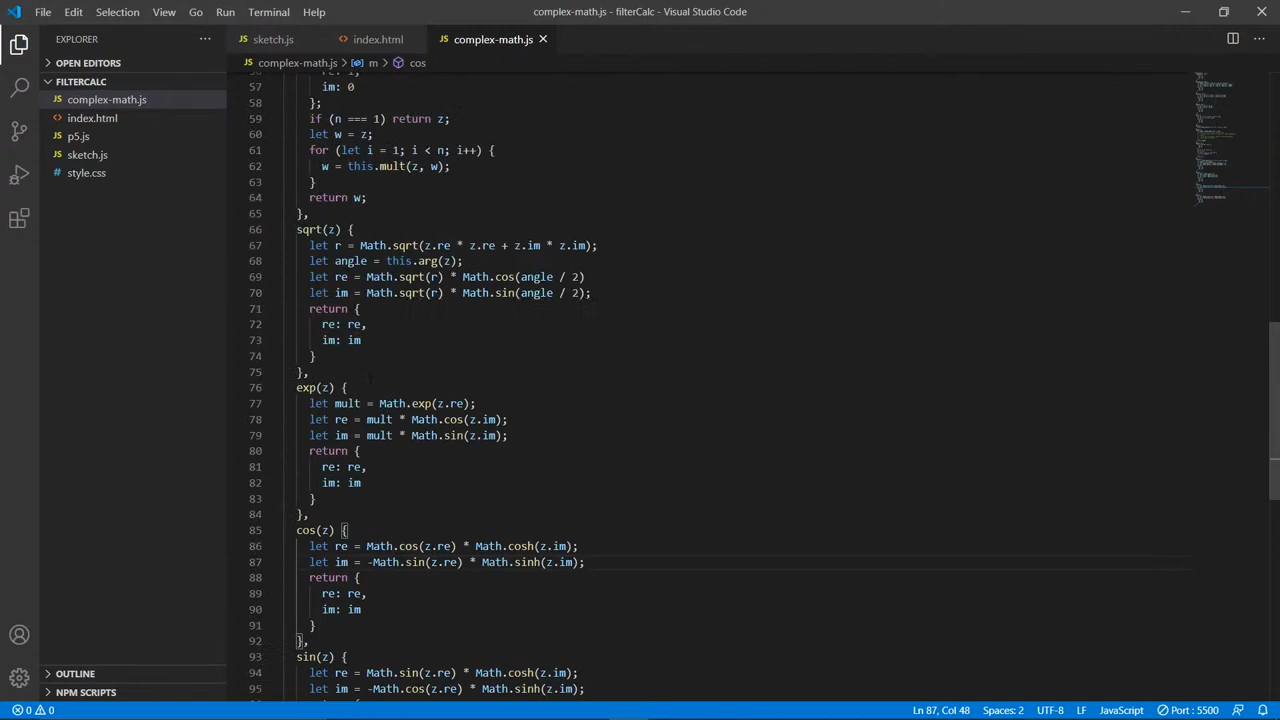 File Edit Selection View Go Run Terminal Help
complex-math.js - filterCalc - Visual Studio Code
EXPLORER
OPEN EDITORS
FILTERCALC
JS complex-math.js
index.html
JS p5.js
JS sketch.js
# style.css
OUTLINE
NPM SCRIPTS
JS sketch.js
index.html
JS complex-math.js
JS complex-math.js > m > cos
57 im: 0
58 };
59 if (n === 1) return z;
60 let w = z;
61 for (let i = 1; i < n; i++) {
62 w = this.mult(z, w);
63 }
64 return w;
65 },
66 sqrt(z) {
67 let r = Math.sqrt(z.re * z.re + z.im * z.im);
68 let angle = this.arg(z);
69 let re = Math.sqrt(r) * Math.cos(angle / 2)
70 let im = Math.sqrt(r) * Math.sin(angle / 2);
71 return {
72 re: re,
73 im: im
74 }
75 },
76 exp(z) {
77 let mult = Math.exp(z.re);
78 let re = mult * Math.cos(z.im);
79 let im = mult * Math.sin(z.im);
80 return {
81 re: re,
82 im: im
83 }
84 },
85 cos(z) {
86 let re = Math.cos(z.re) * Math.cosh(z.im);
87 let im = -Math.sin(z.re) * Math.sinh(z.im);
88 return {
89 re: re,
90 im: im
91 }
92 },
93 sin(z) {
94 let re = Math.sin(z.re) * Math.cosh(z.im);
95 let im = -Math.cos(z.re) * Math.sinh(z.im);
0 0 Ln 87, Col 48 Spaces: 2 UTF-8 LF JavaScript Port : 5500